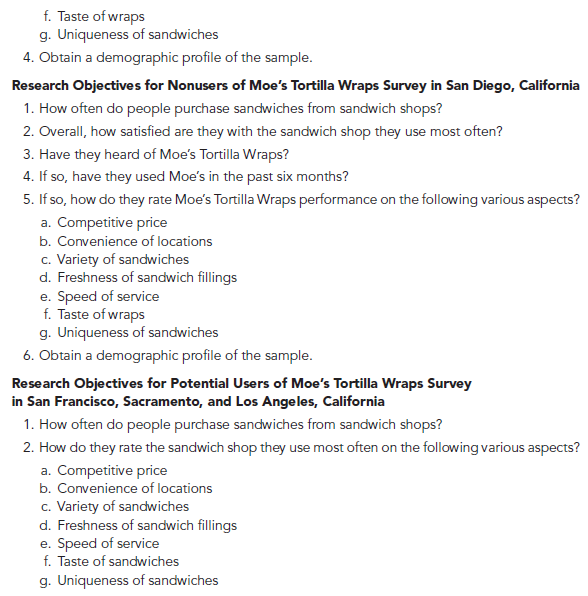 f. Taste of wraps
g. Uniqueness of sandwiches
4. Obtain a demographic profile of the sample.
Research Objectives for Nonusers of Moe's Tortilla Wraps Survey in San Diego, California
1. How often do people purchase sandwiches from sandwich shops?
2. Overall, how satisfied are they with the sandwich shop they use most often?
3. Have they heard of Moe's Tortilla Wraps?
4. If so, have they used Moe's in the past six months?
5. If so, how do they rate Moe's Tortilla Wraps performance on the following various aspects?
a. Competitive price
b. Convenience of locations
c. Variety of sandwiches
d. Freshness of sandwich fillings
e. Speed of service
f. Taste of wraps
g. Uniqueness of sandwiches
6. Obtain a demographic profile of the sample.
Research Objectives for Potential Users of Moe's Tortilla Wraps Survey
in San Francisco, Sacramento, and Los Angeles, California
1. How often do people purchase sandwiches from sandwich shops?
2. How do they rate the sandwich shop they use most often on the following various aspects?
a. Competitive price
b. Convenience of locations
c. Variety of sandwiches
d. Freshness of sandwich fillings
e. Speed of service
f. Taste of sandwiches
g. Uniqueness of sandwiches